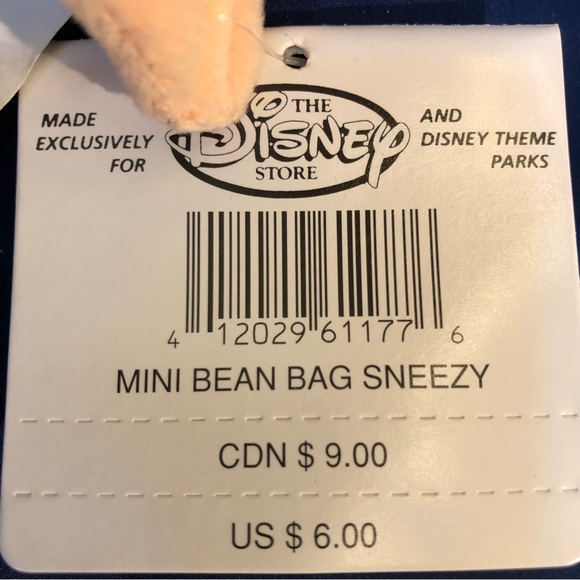 MADE
EXCLUSIVELY
FOR
THE
DISNEY
STORE
AND
DISNEY THEME
PARKS
4 12029 61177 6
MINI BEAN BAG SNEEZY
CDN $ 9.00
US $ 6.00